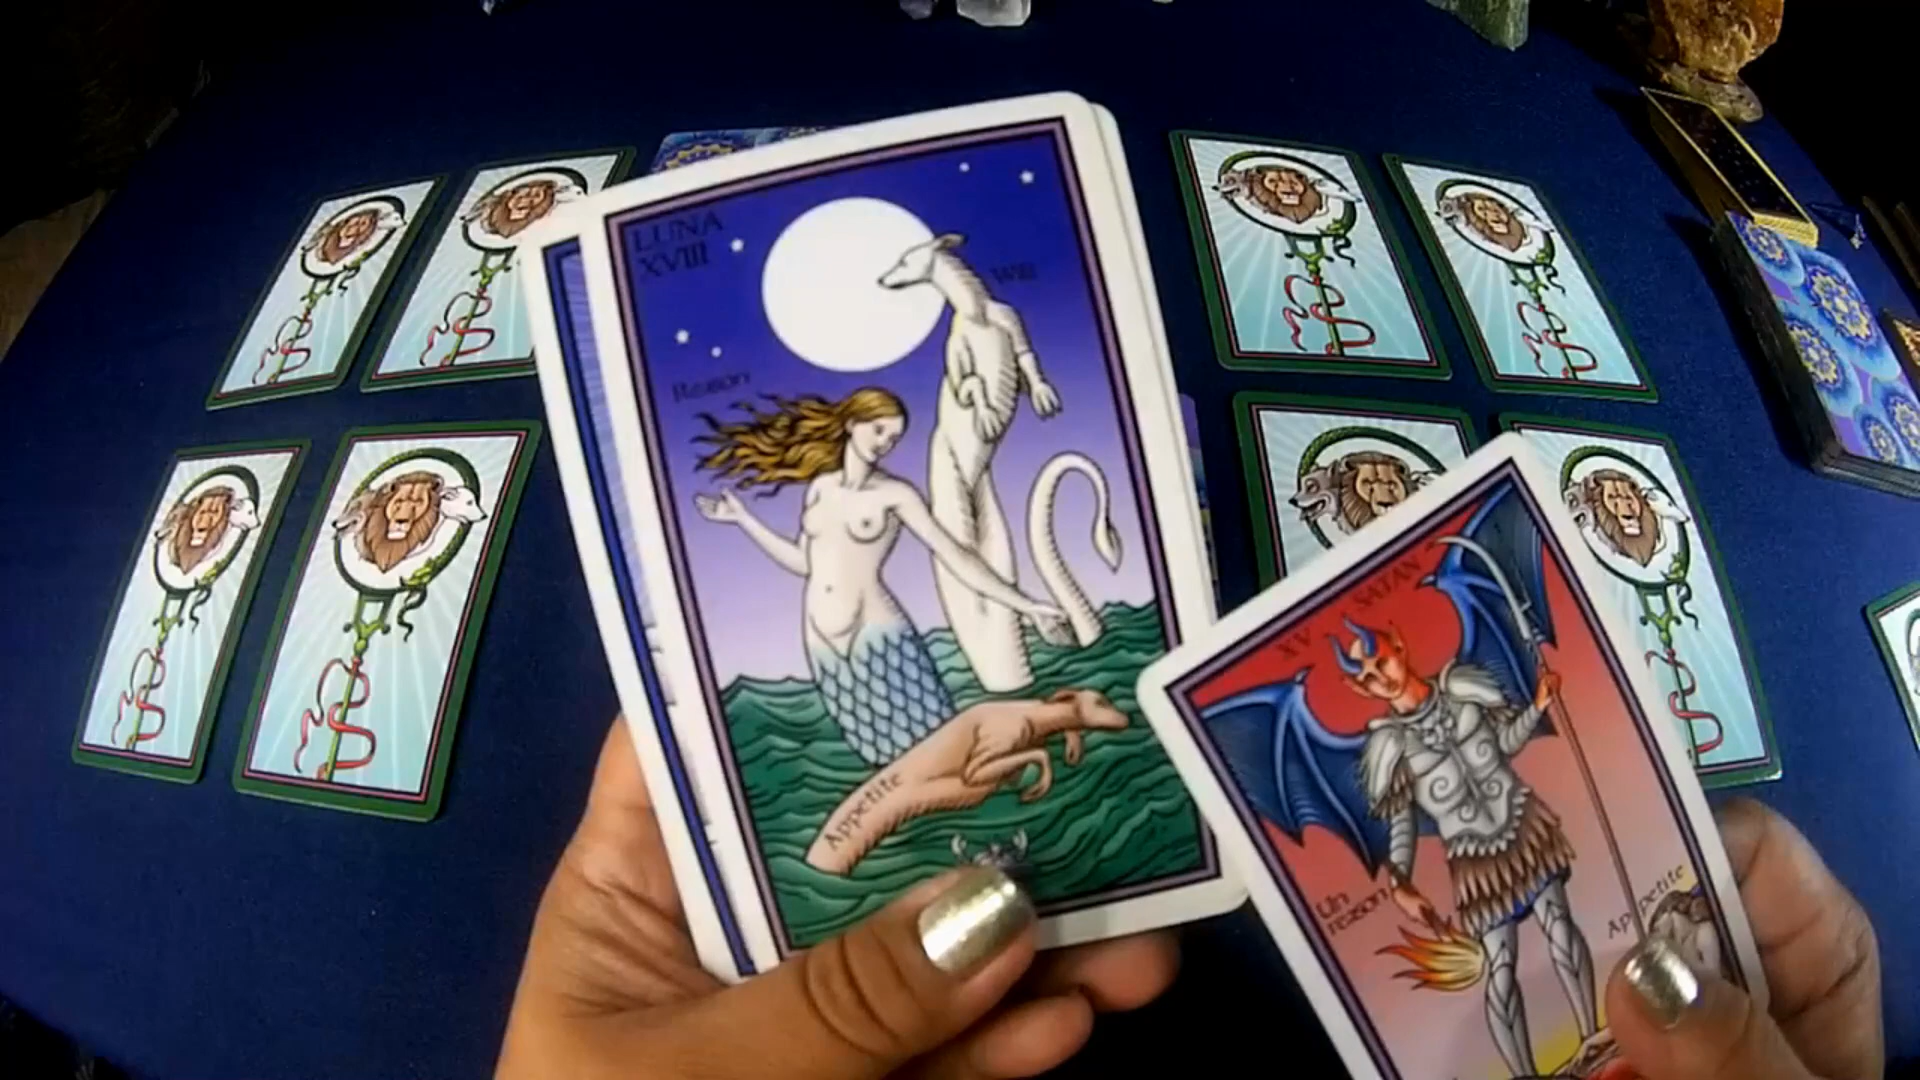 LUNA
XVIII
Will
Reason
Appetite
XV SATAN
Un
reason
Appetite